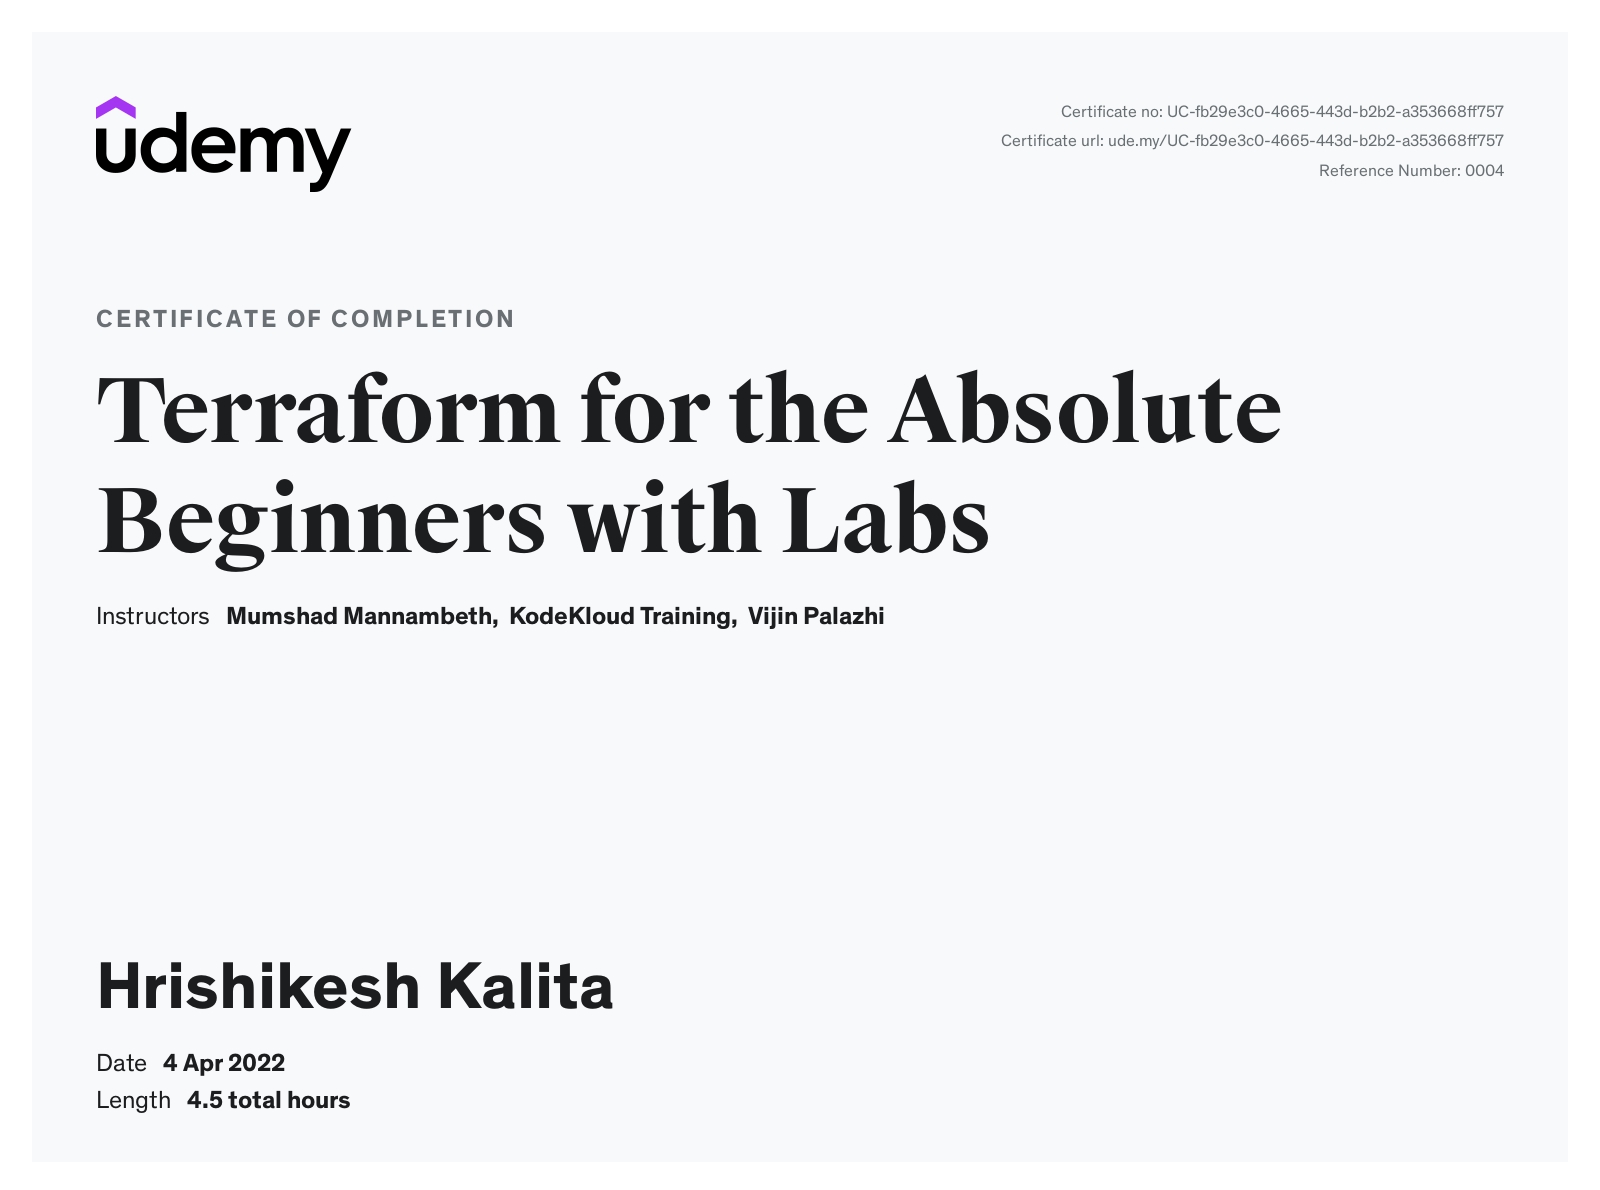 udemy
Certificate no: UC-fb29e3c0-4665-443d-b2b2-a353668ff757
Certificate url: ude.my/UC-fb29e3c0-4665-443d-b2b2-a353668ff757
Reference Number: 0004
CERTIFICATE OF COMPLETION
Terraform for the Absolute
Beginners with Labs
Instructors Mumshad Mannambeth, KodeKloud Training, Vijin Palazhi
Hrishikesh Kalita
Date 4 Apr 2022
Length 4.5 total hours